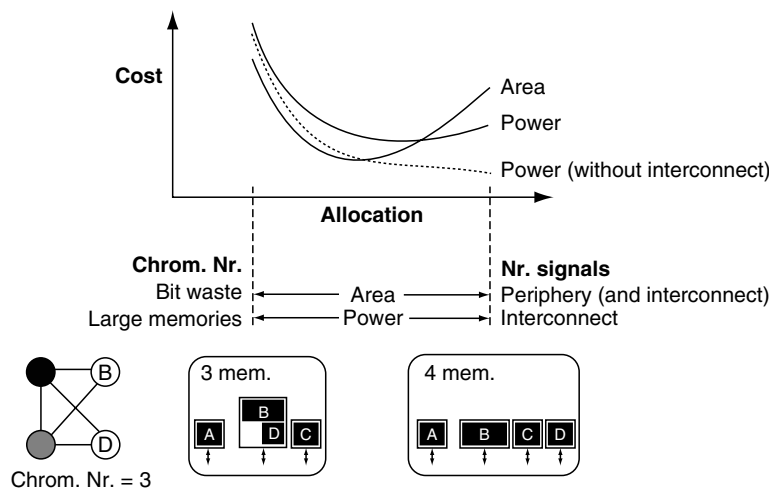 Cost
Area
Power
Power (without interconnect)
Allocation
Chrom. Nr.
Nr. signals
Bit waste
Area
Periphery (and interconnect)
Large memories
Power
Interconnect
B
D
Chrom. Nr. = 3
3 mem.
A
B
D
C
4 mem.
A
B
C
D